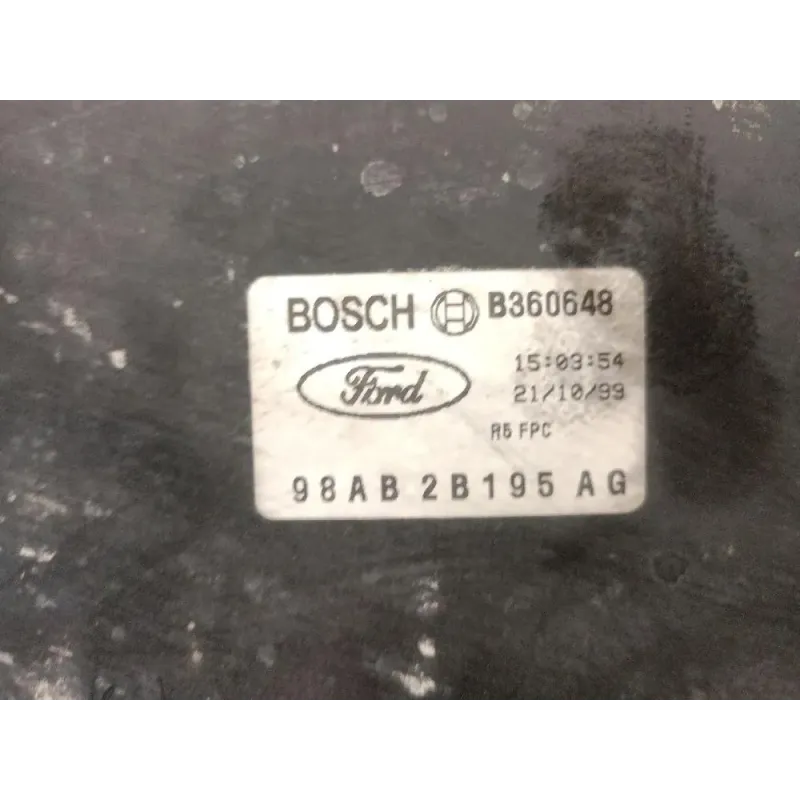 BOSCH B360648
Ford 15:03:54
21/10/99
R5 FPC
98AB 2B195 AG